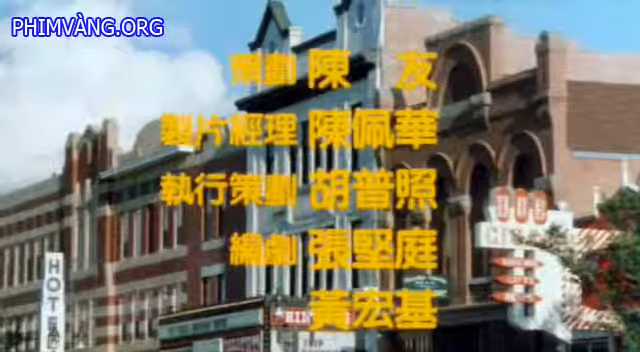 PHIMVÀNG.ORG
策劃 陳 友
製片經理 陳佩華
執行策劃 胡普照
編劇 張堅庭
黃宏基
HOTEL